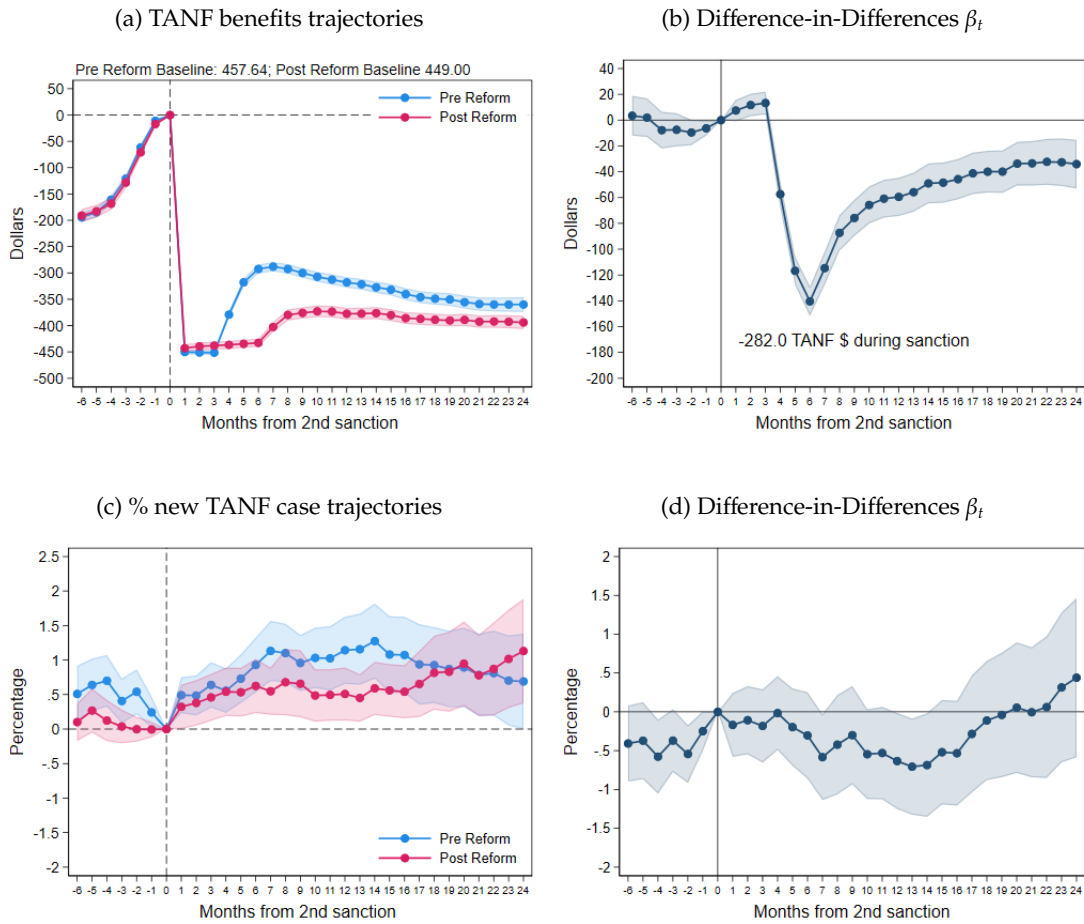 (a) TANF benefits trajectories
Pre Reform Baseline: 457.64; Post Reform Baseline 449.00
50
0
-50
-100
-150
-200
-250
-300
-350
-400
-450
-500
Dollars
Pre Reform
Post Reform
-6 -5 -4 -3 -2 -1 0 1 2 3 4 5 6 7 8 9 10 11 12 13 14 15 16 17 18 19 20 21 22 23 24
Months from 2nd sanction
(b) Difference-in-Differences βt
40
20
0
-20
-40
-60
-80
-100
-120
-140
-160
-180
-200
Dollars
-282.0 TANF $ during sanction
-6 -5 -4 -3 -2 -1 0 1 2 3 4 5 6 7 8 9 10 11 12 13 14 15 16 17 18 19 20 21 22 23 24
Months from 2nd sanction
(c) % new TANF case trajectories
2.5
2
1.5
1
.5
0
-.5
-1
-1.5
-2
Percentage
Pre Reform
Post Reform
-6 -5 -4 -3 -2 -1 0 1 2 3 4 5 6 7 8 9 10 11 12 13 14 15 16 17 18 19 20 21 22 23 24
Months from 2nd sanction
(d) Difference-in-Differences βt
2
1.5
1
.5
0
-.5
-1
-1.5
-2
Percentage
-6 -5 -4 -3 -2 -1 0 1 2 3 4 5 6 7 8 9 10 11 12 13 14 15 16 17 18 19 20 21 22 23 24
Months from 2nd sanction